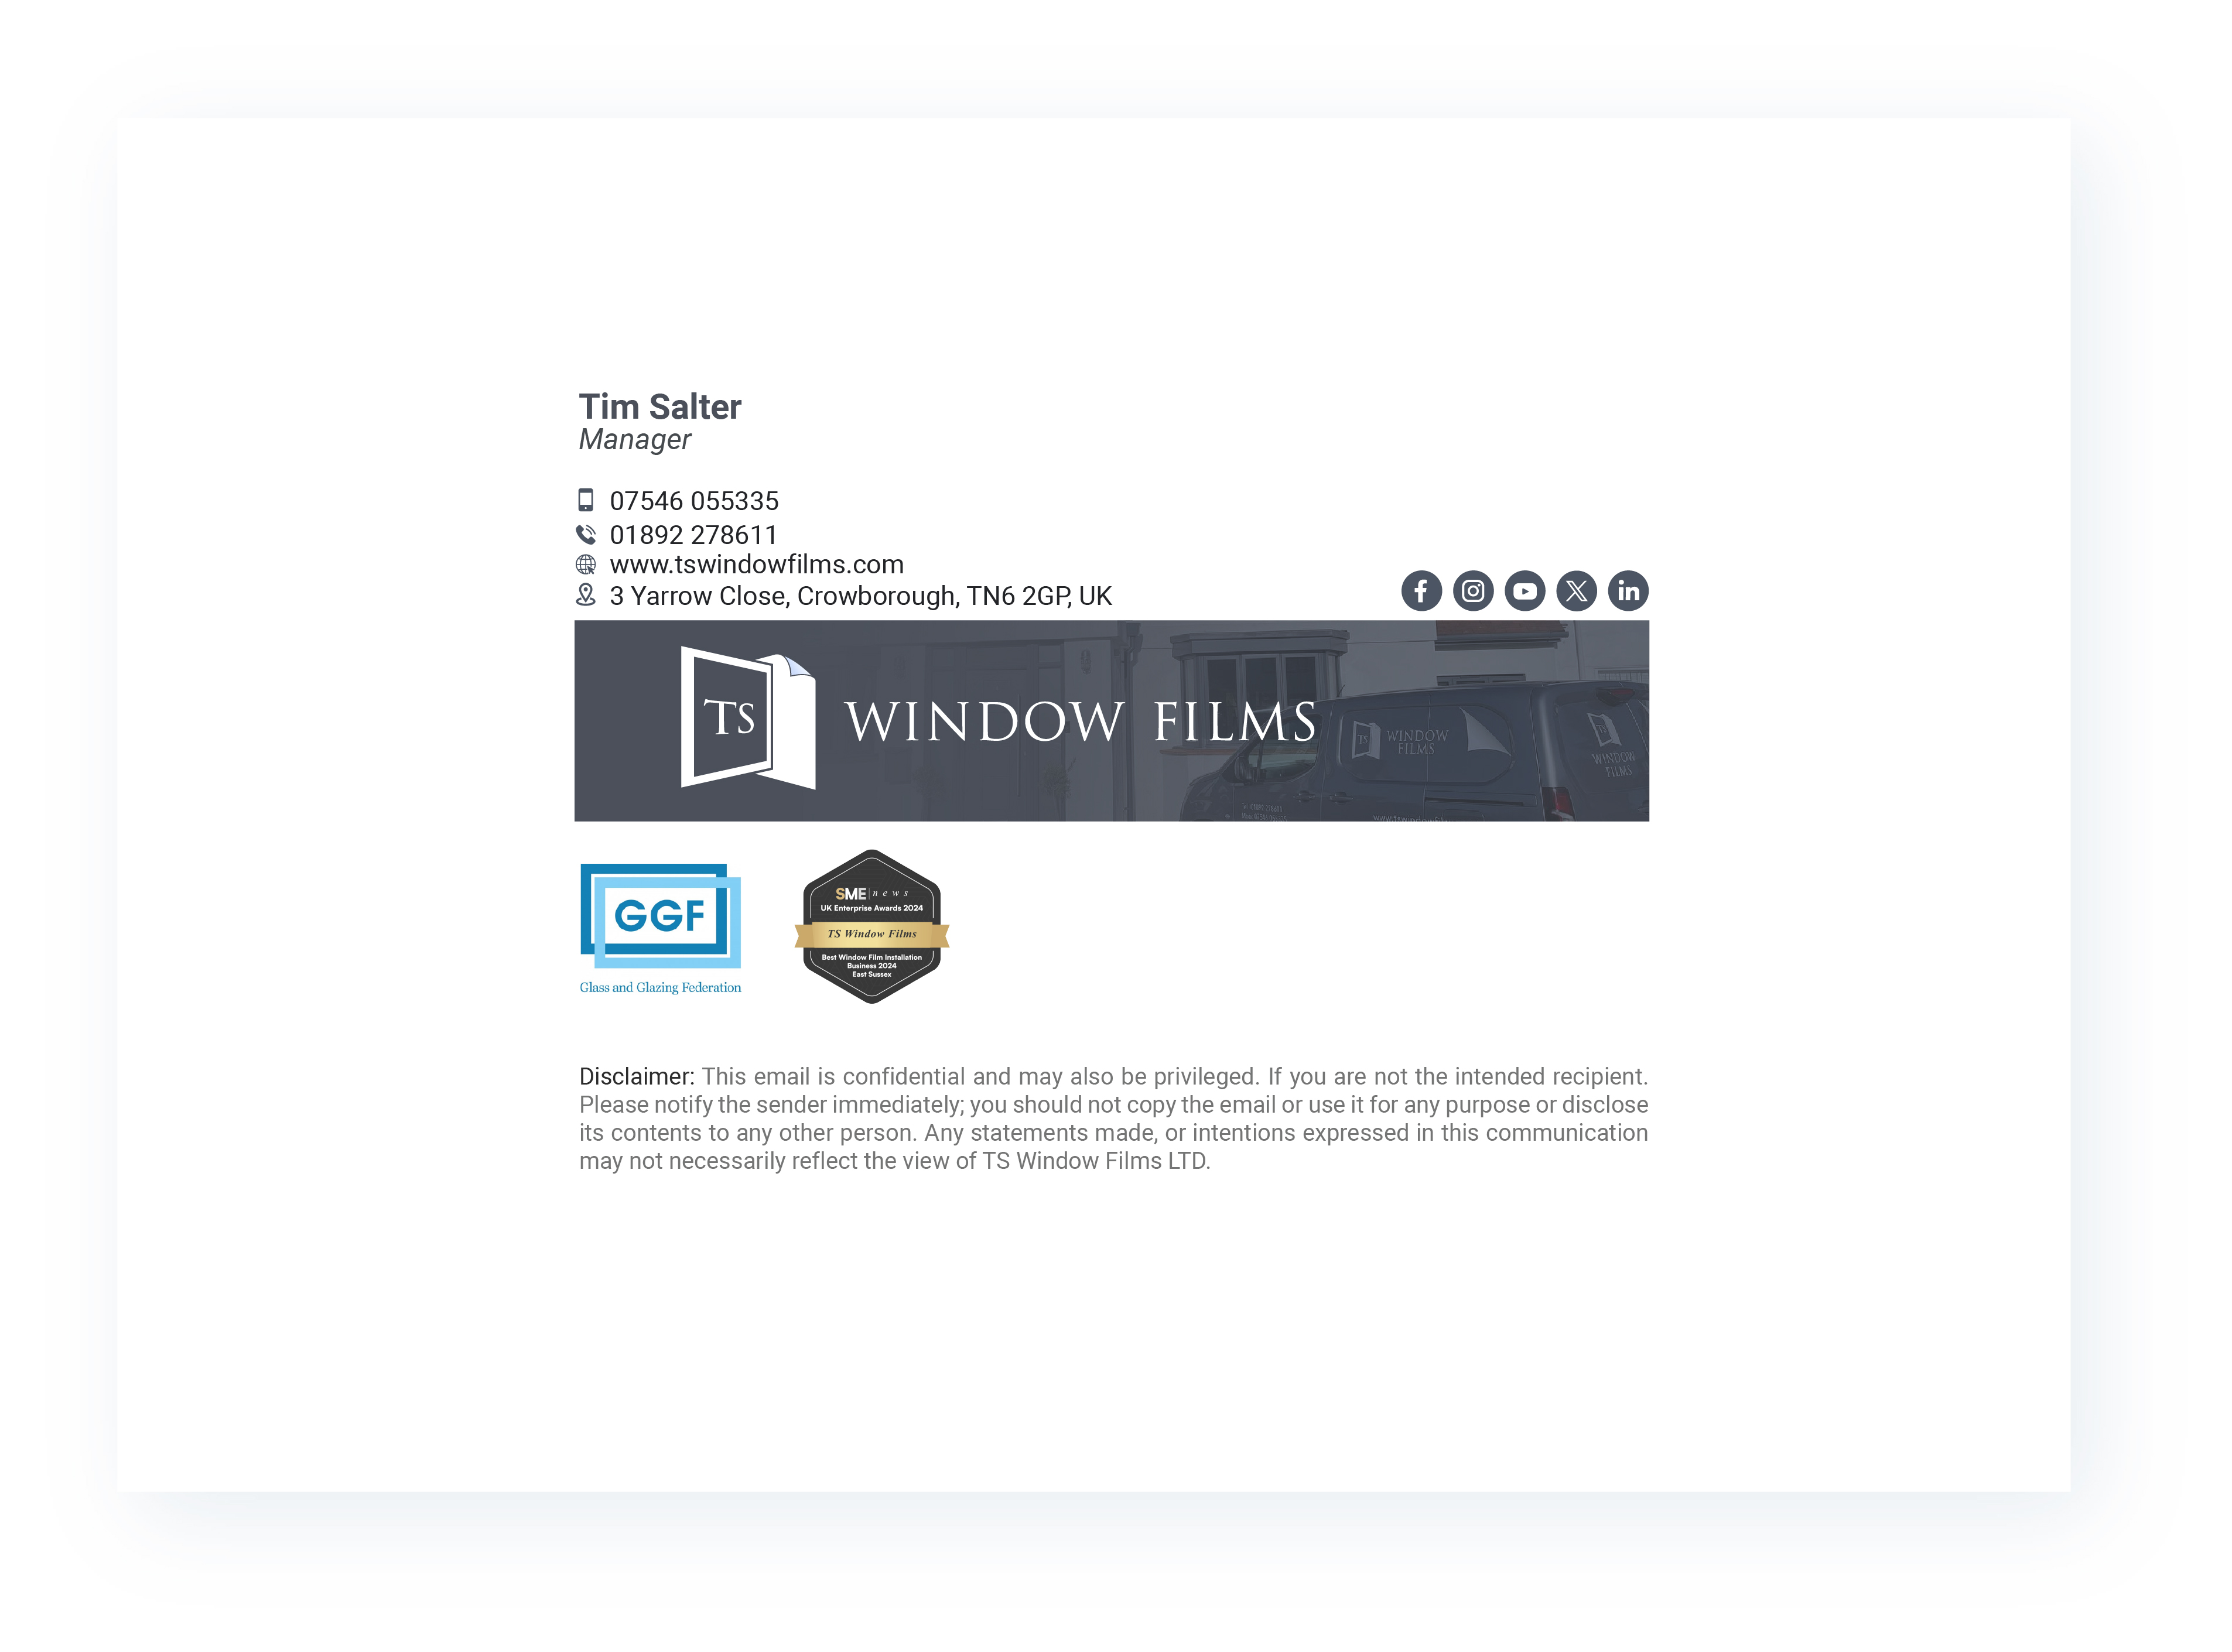 Tim Salter
Manager
07546 055335
01892 278611
www.tswindowfilms.com
3 Yarrow Close, Crowborough, TN6 2GP, UK
TS WINDOW FILMS
TS WINDOW
FILMS
WINDOW
FILMS
GGF
Glass and Glazing Federation
SME news
UK Enterprise Awards 2024
TS Window Films
Best Window Film Installation
Business 2024
East Sussex
Disclaimer: This email is confidential and may also be privileged. If you are not the intended recipient.
Please notify the sender immediately; you should not copy the email or use it for any purpose or disclose
its contents to any other person. Any statements made, or intentions expressed in this communication
may not necessarily reflect the view of TS Window Films LTD.